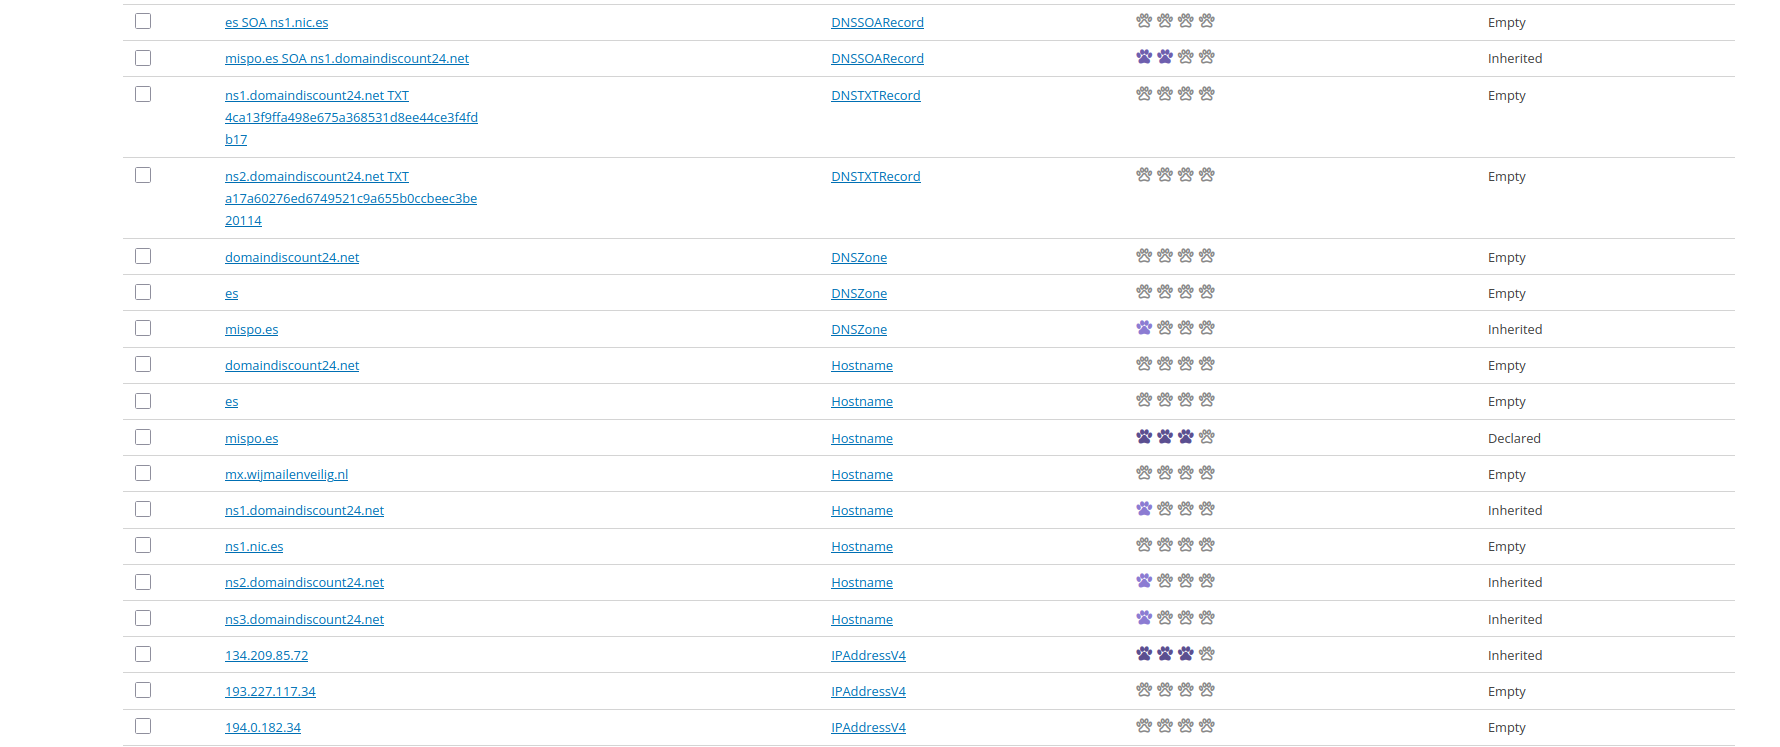 es SOA ns1.nic.es DNSSOARecord Empty
mispo.es SOA ns1.domaindiscount24.net DNSSOARecord Inherited
ns1.domaindiscount24.net TXT DNSTXTRecord Empty
4ca13f9ffa498e675a368531d8ee44ce3f4fd
b17
ns2.domaindiscount24.net TXT DNSTXTRecord Empty
a17a60276ed6749521c9a655b0ccbeec3be
20114
domaindiscount24.net DNSZone Empty
es DNSZone Empty
mispo.es DNSZone Inherited
domaindiscount24.net Hostname Empty
es Hostname Empty
mispo.es Hostname Declared
mx.wijmailenveilig.nl Hostname Empty
ns1.domaindiscount24.net Hostname Inherited
ns1.nic.es Hostname Empty
ns2.domaindiscount24.net Hostname Inherited
ns3.domaindiscount24.net Hostname Inherited
134.209.85.72 IPAddressV4 Inherited
193.227.117.34 IPAddressV4 Empty
194.0.182.34 IPAddressV4 Empty